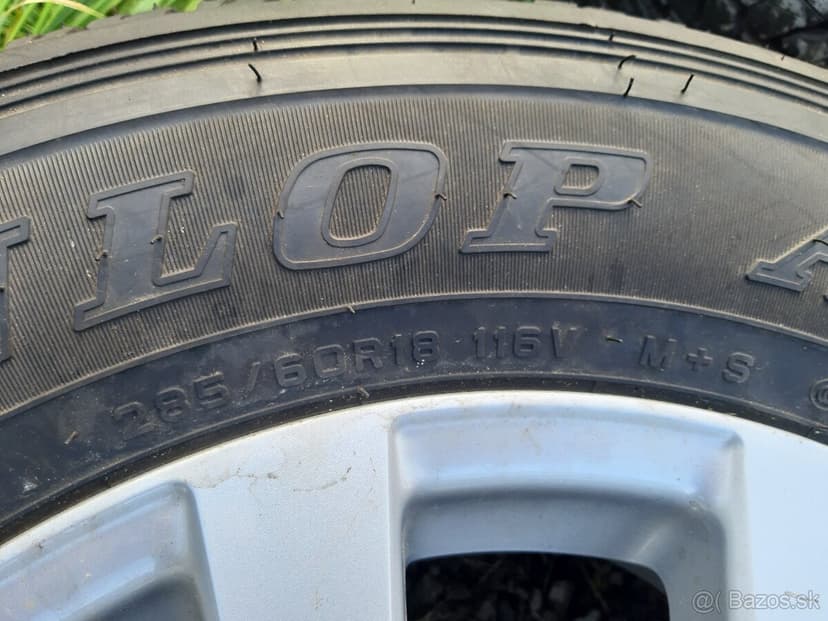 NLOP A
285/60R18 116V M+S
@ Bazos.sk